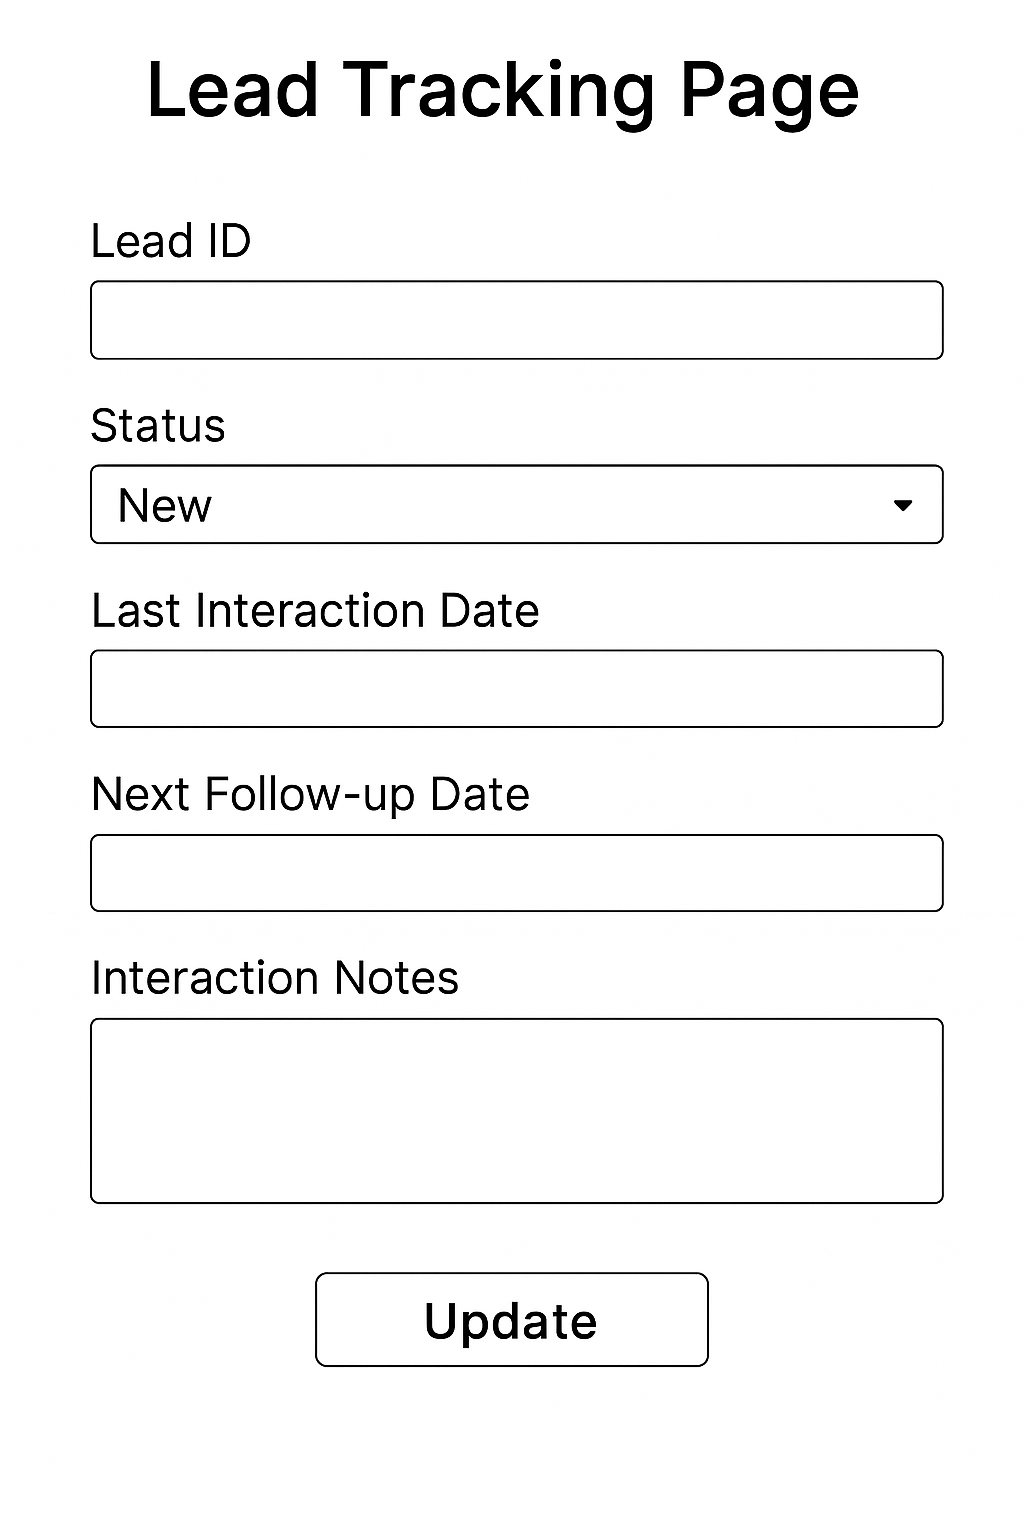 Lead Tracking Page
Lead ID
Status
New
Last Interaction Date
Next Follow-up Date
Interaction Notes
Update